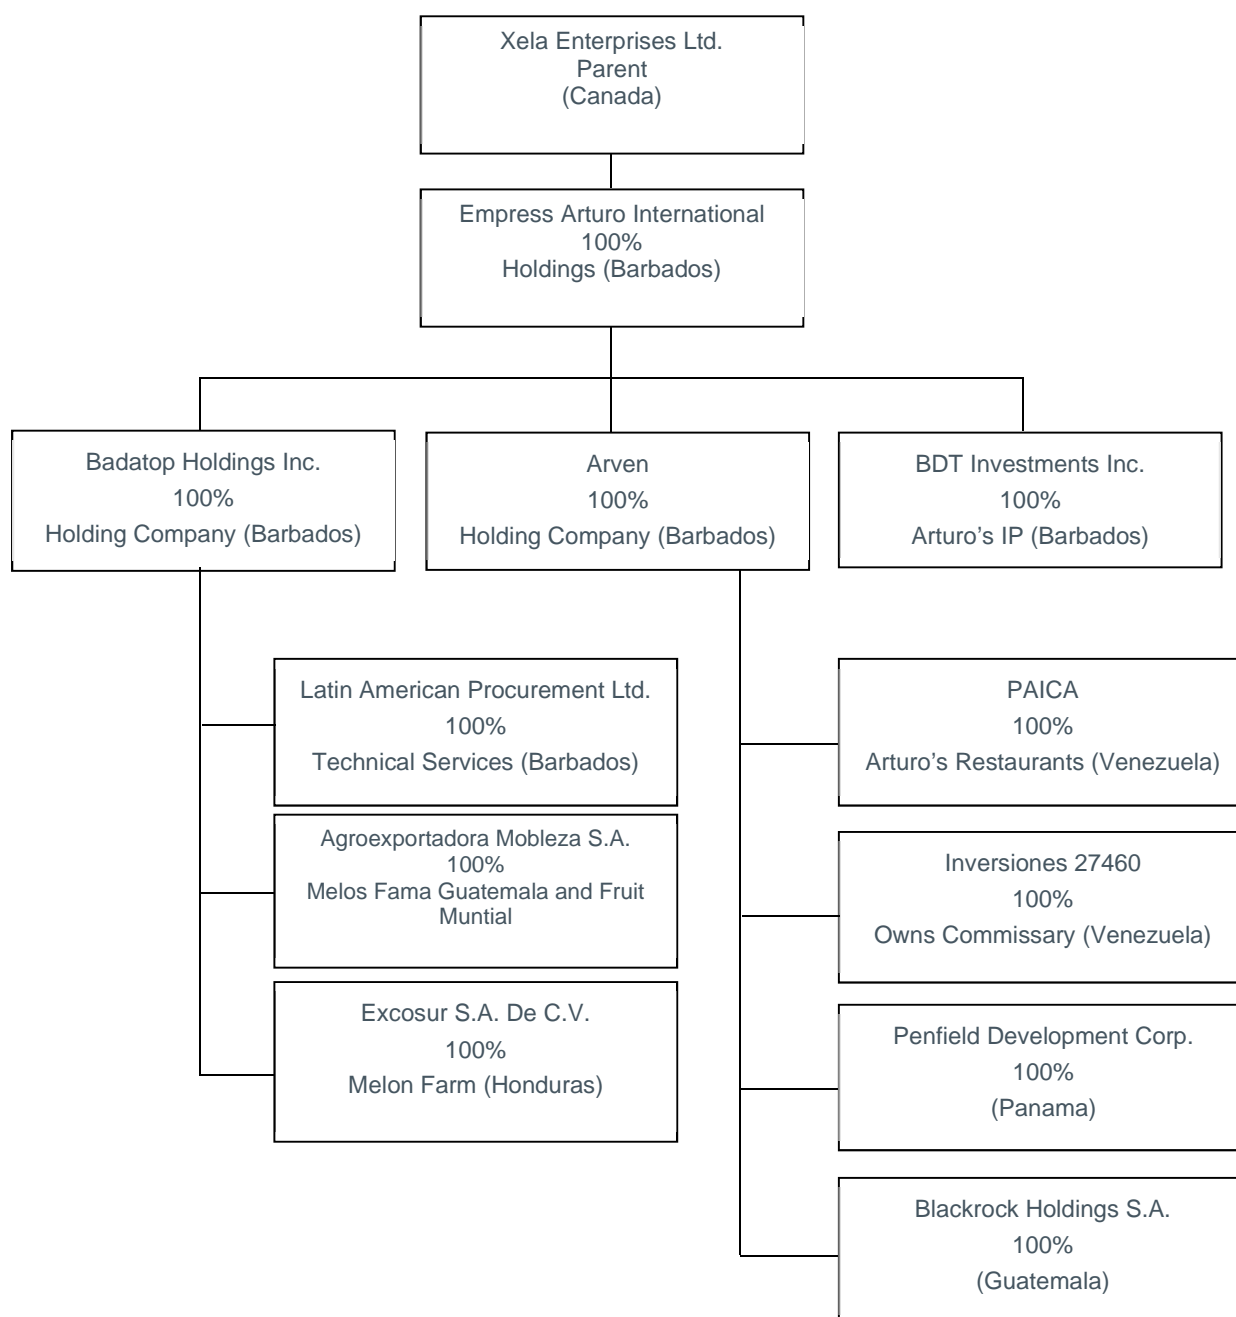 Xela Enterprises Ltd.
Parent
(Canada)
Empress Arturo International
100%
Holdings (Barbados)
Badatop Holdings Inc.
100%
Holding Company (Barbados)
Arven
100%
Holding Company (Barbados)
BDT Investments Inc.
100%
Arturo’s IP (Barbados)
Latin American Procurement Ltd.
100%
Technical Services (Barbados)
Agroexportadora Mobleza S.A.
100%
Melos Fama Guatemala and Fruit
Muntial
Excosur S.A. De C.V.
100%
Melon Farm (Honduras)
PAICA
100%
Arturo’s Restaurants (Venezuela)
Inversiones 27460
100%
Owns Commissary (Venezuela)
Penfield Development Corp.
100%
(Panama)
Blackrock Holdings S.A.
100%
(Guatemala)